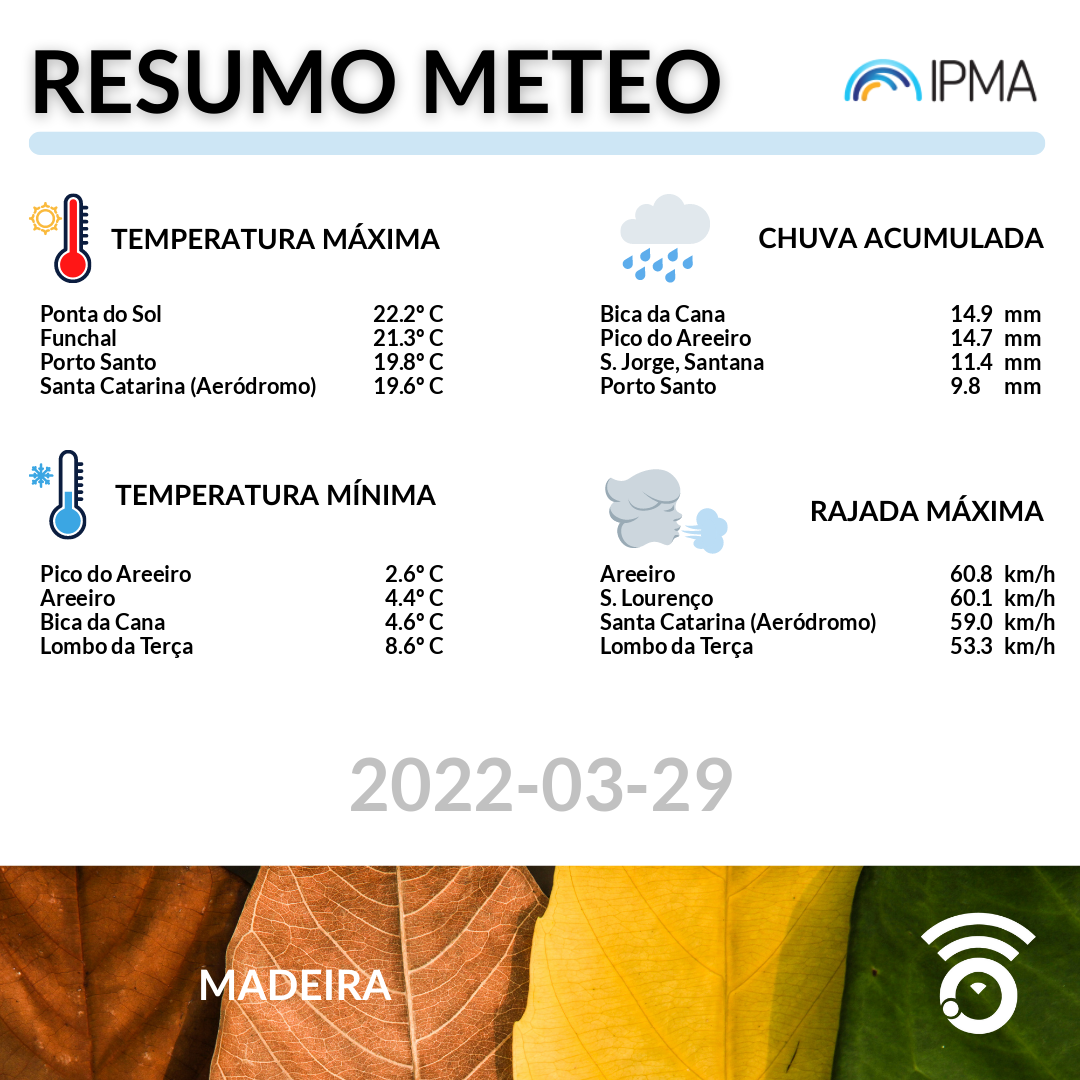 RESUMO METEO
IPMA
TEMPERATURA MÁXIMA
Ponta do Sol 22.2º C
Funchal 21.3º C
Porto Santo 19.8º C
Santa Catarina (Aeródromo) 19.6º C
CHUVA ACUMULADA
Bica da Cana 14.9 mm
Pico do Areeiro 14.7 mm
S. Jorge, Santana 11.4 mm
Porto Santo 9.8 mm
TEMPERATURA MÍNIMA
Pico do Areeiro 2.6º C
Areeiro 4.4º C
Bica da Cana 4.6º C
Lombo da Terça 8.6º C
RAJADA MÁXIMA
Areeiro 60.8 km/h
S. Lourenço 60.1 km/h
Santa Catarina (Aeródromo) 59.0 km/h
Lombo da Terça 53.3 km/h
2022-03-29
MADEIRA